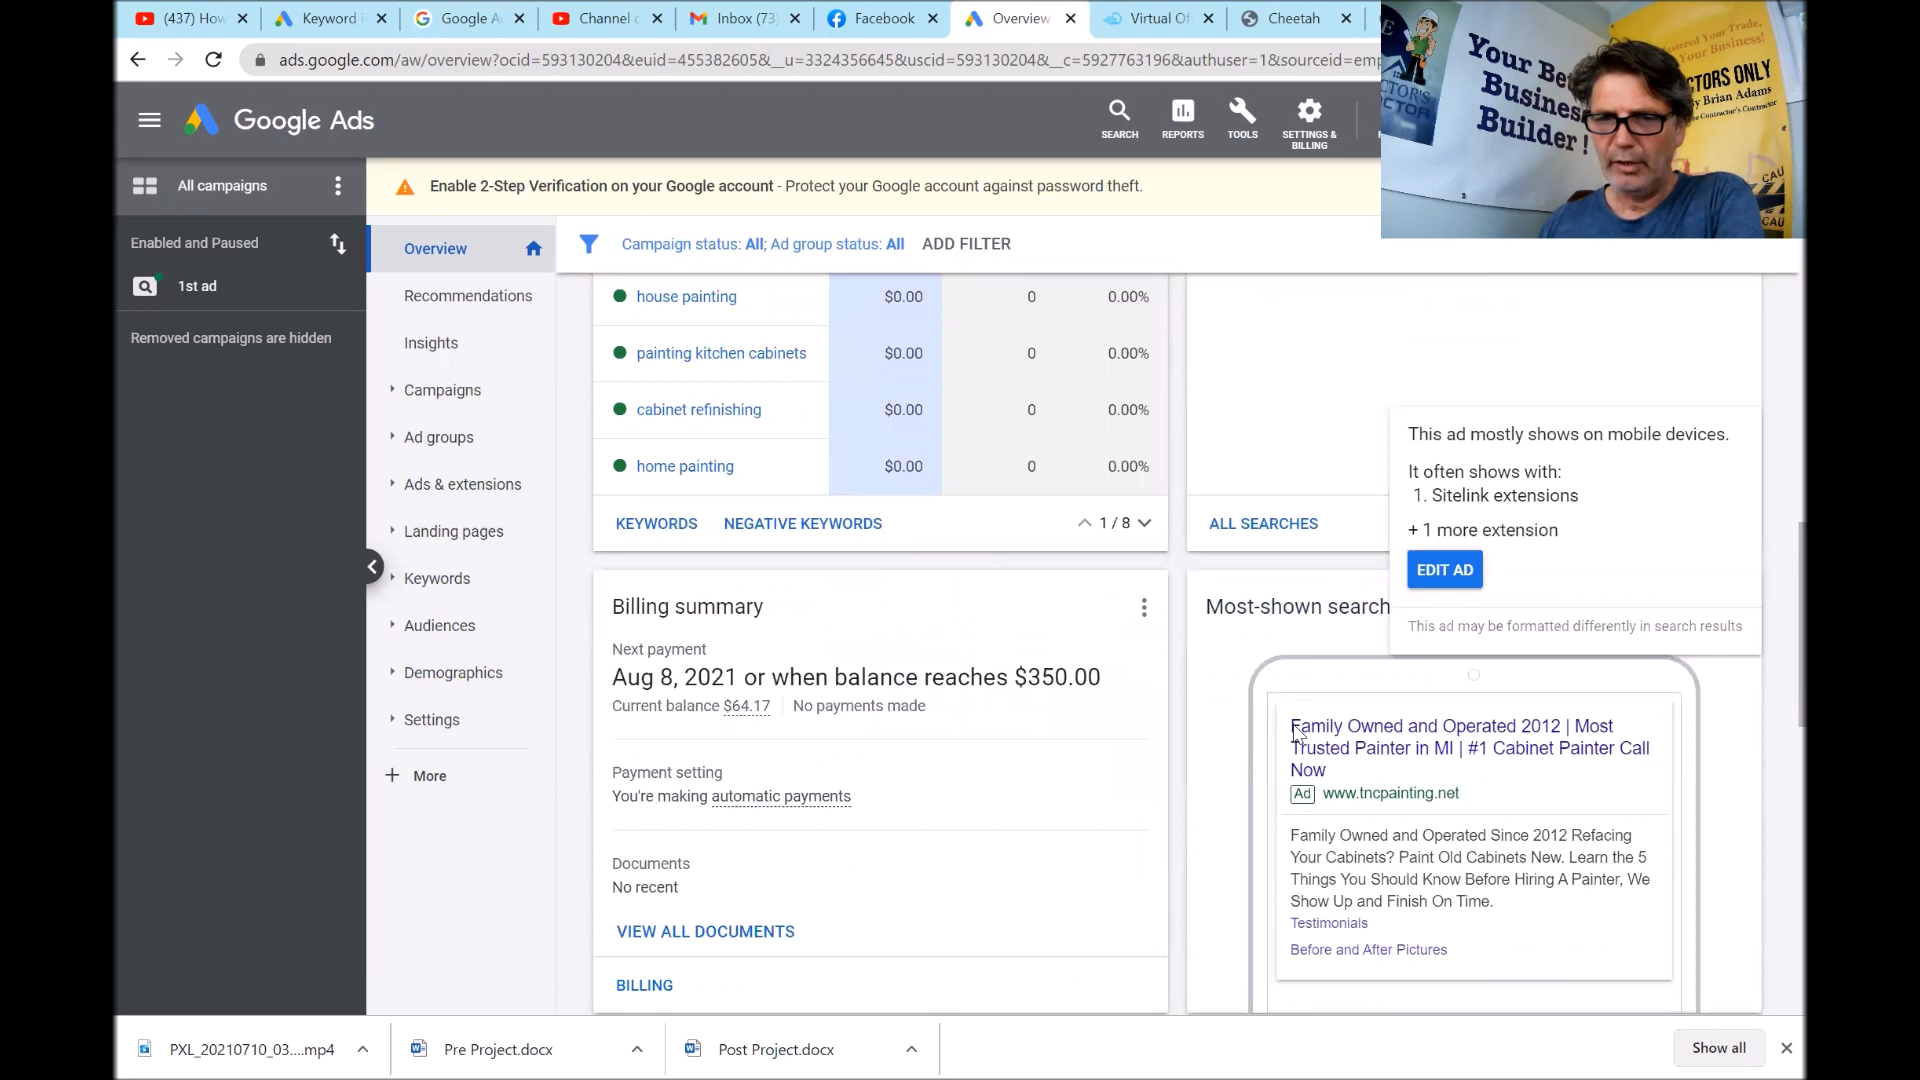 (437) How
Keyword
Google A
Channel
Inbox (73
Facebook
Overview
Virtual Of
Cheetah
ads.google.com/aw/overview?ocid=593130204&euid=455382605&__u=3324356645&uscid=593130204&__c=5927763196&authuser=1&sourceid=emp
Your Be
Business
Builder !
astered Your Trade,
Your Business!
CTORS ONLY
y Brian Adams
he Contractor's Contractor
CAU
CAU
Google Ads
SEARCH
REPORTS
TOOLS
SETTINGS &
BILLING
All campaigns
Enabled and Paused
1st ad
Removed campaigns are hidden
Enable 2-Step Verification on your Google account - Protect your Google account against password theft.
Overview
Recommendations
Insights
Campaigns
Ad groups
Ads & extensions
Landing pages
Keywords
Audiences
Demographics
Settings
More
Campaign status: All; Ad group status: All ADD FILTER
house painting $0.00 0 0.00%
painting kitchen cabinets $0.00 0 0.00%
cabinet refinishing $0.00 0 0.00%
home painting $0.00 0 0.00%
KEYWORDS NEGATIVE KEYWORDS 1 / 8
ALL SEARCHES
This ad mostly shows on mobile devices.
It often shows with:
1. Sitelink extensions
+ 1 more extension
EDIT AD
This ad may be formatted differently in search results
Billing summary
Next payment
Aug 8, 2021 or when balance reaches $350.00
Current balance $64.17 No payments made
Payment setting
You're making automatic payments
Documents
No recent
VIEW ALL DOCUMENTS
BILLING
Most-shown search
Family Owned and Operated 2012 | Most
Trusted Painter in MI | #1 Cabinet Painter Call
Now
Ad www.tncpainting.net
Family Owned and Operated Since 2012 Refacing
Your Cabinets? Paint Old Cabinets New. Learn the 5
Things You Should Know Before Hiring A Painter, We
Show Up and Finish On Time.
Testimonials
Before and After Pictures
PXL_20210710_03....mp4
Pre Project.docx
Post Project.docx
Show all